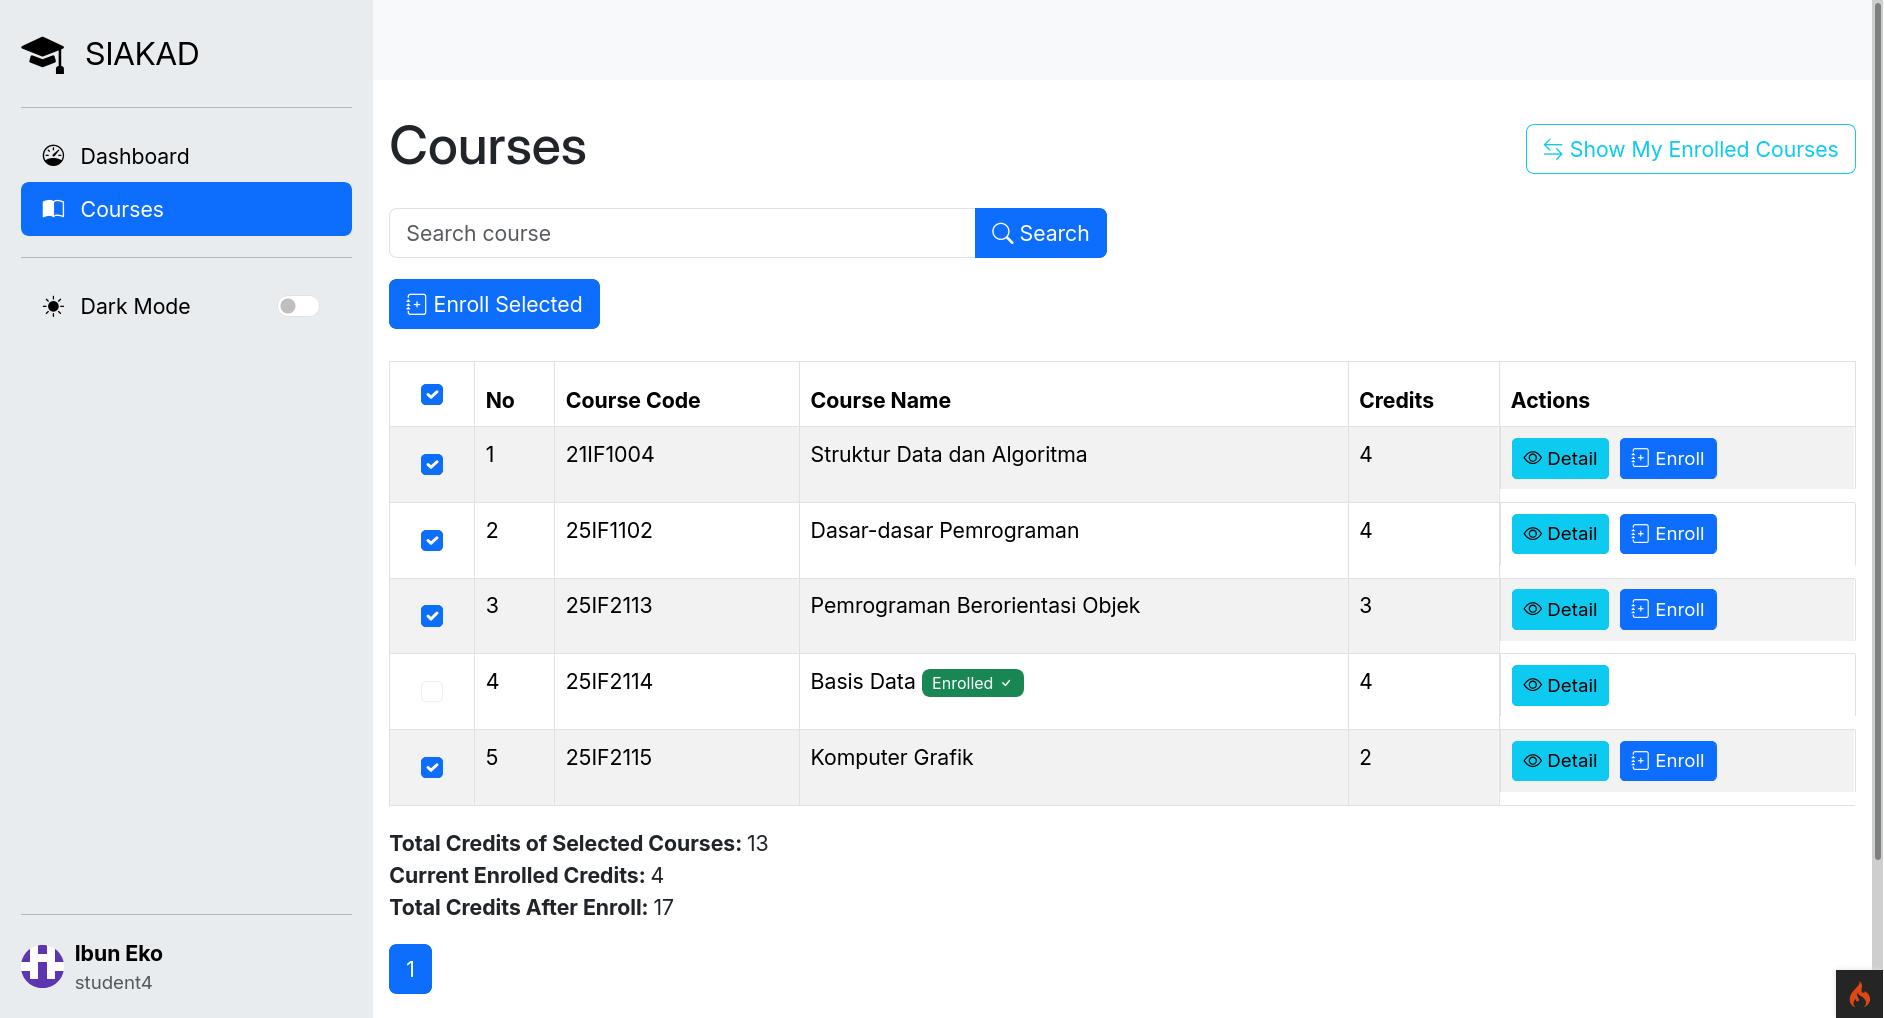 SIAKAD
Dashboard
Courses
Dark Mode
Ibun Eko
student4
Courses
Show My Enrolled Courses
Search course
Search
Enroll Selected
No Course Code Course Name Credits Actions
1 21IF1004 Struktur Data dan Algoritma 4 Detail Enroll
2 25IF1102 Dasar-dasar Pemrograman 4 Detail Enroll
3 25IF2113 Pemrograman Berorientasi Objek 3 Detail Enroll
4 25IF2114 Basis Data Enrolled 4 Detail
5 25IF2115 Komputer Grafik 2 Detail Enroll
Total Credits of Selected Courses: 13
Current Enrolled Credits: 4
Total Credits After Enroll: 17
1